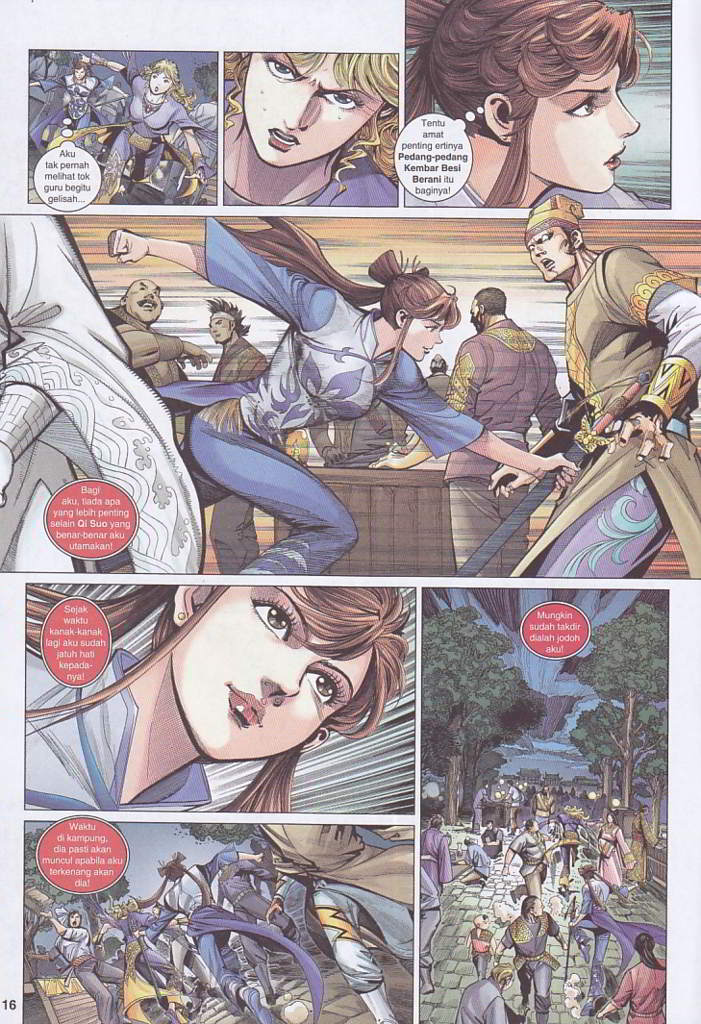 Aku
tak pernah
melihat tok
guru begitu
gelisah...
Tentu
amat
penting ertinya
Pedang-pedang
Kembar Besi
Berani itu
baginya!
Bagi
aku, tiada apa
yang lebih penting
selain Qi Suo yang
benar-benar aku
utamakan!
Sejak
waktu
kanak-kanak
lagi aku sudah
jatuh hati
kepada-
nya!
Mungkin
sudah takdir
dialah jodoh
aku!
Waktu
di kampung,
dia pasti akan
muncul apabila aku
terkenang akan
dia!
16